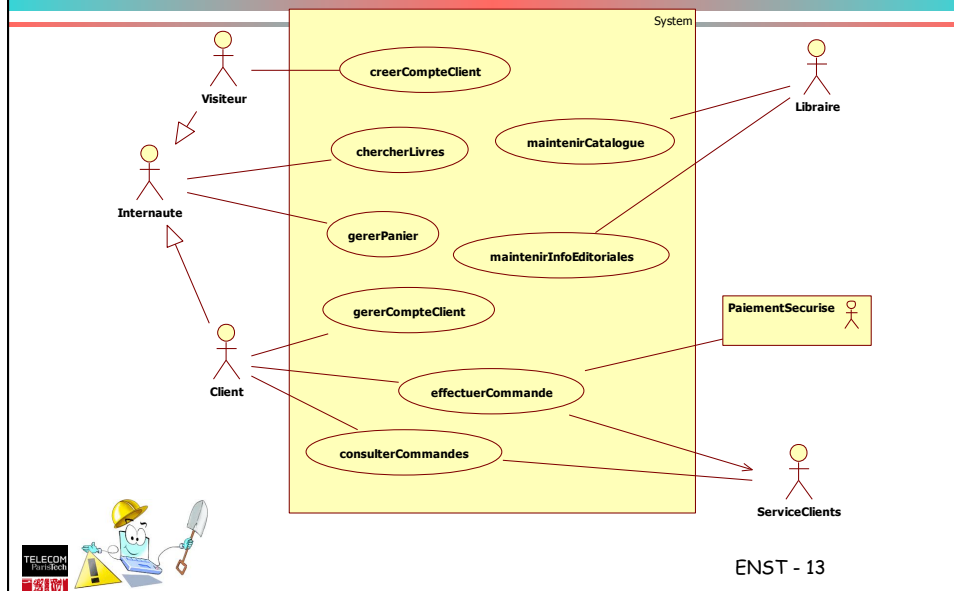 System
Visiteur
creerCompteClient
Libraire
maintenirCatalogue
chercherLivres
Internaute
gererPanier
maintenirInfoEditoriales
gererCompteClient
PaiementSecurise
Client
effectuerCommande
consulterCommandes
ServiceClients
TELECOM
ParisTech
ENST - 13